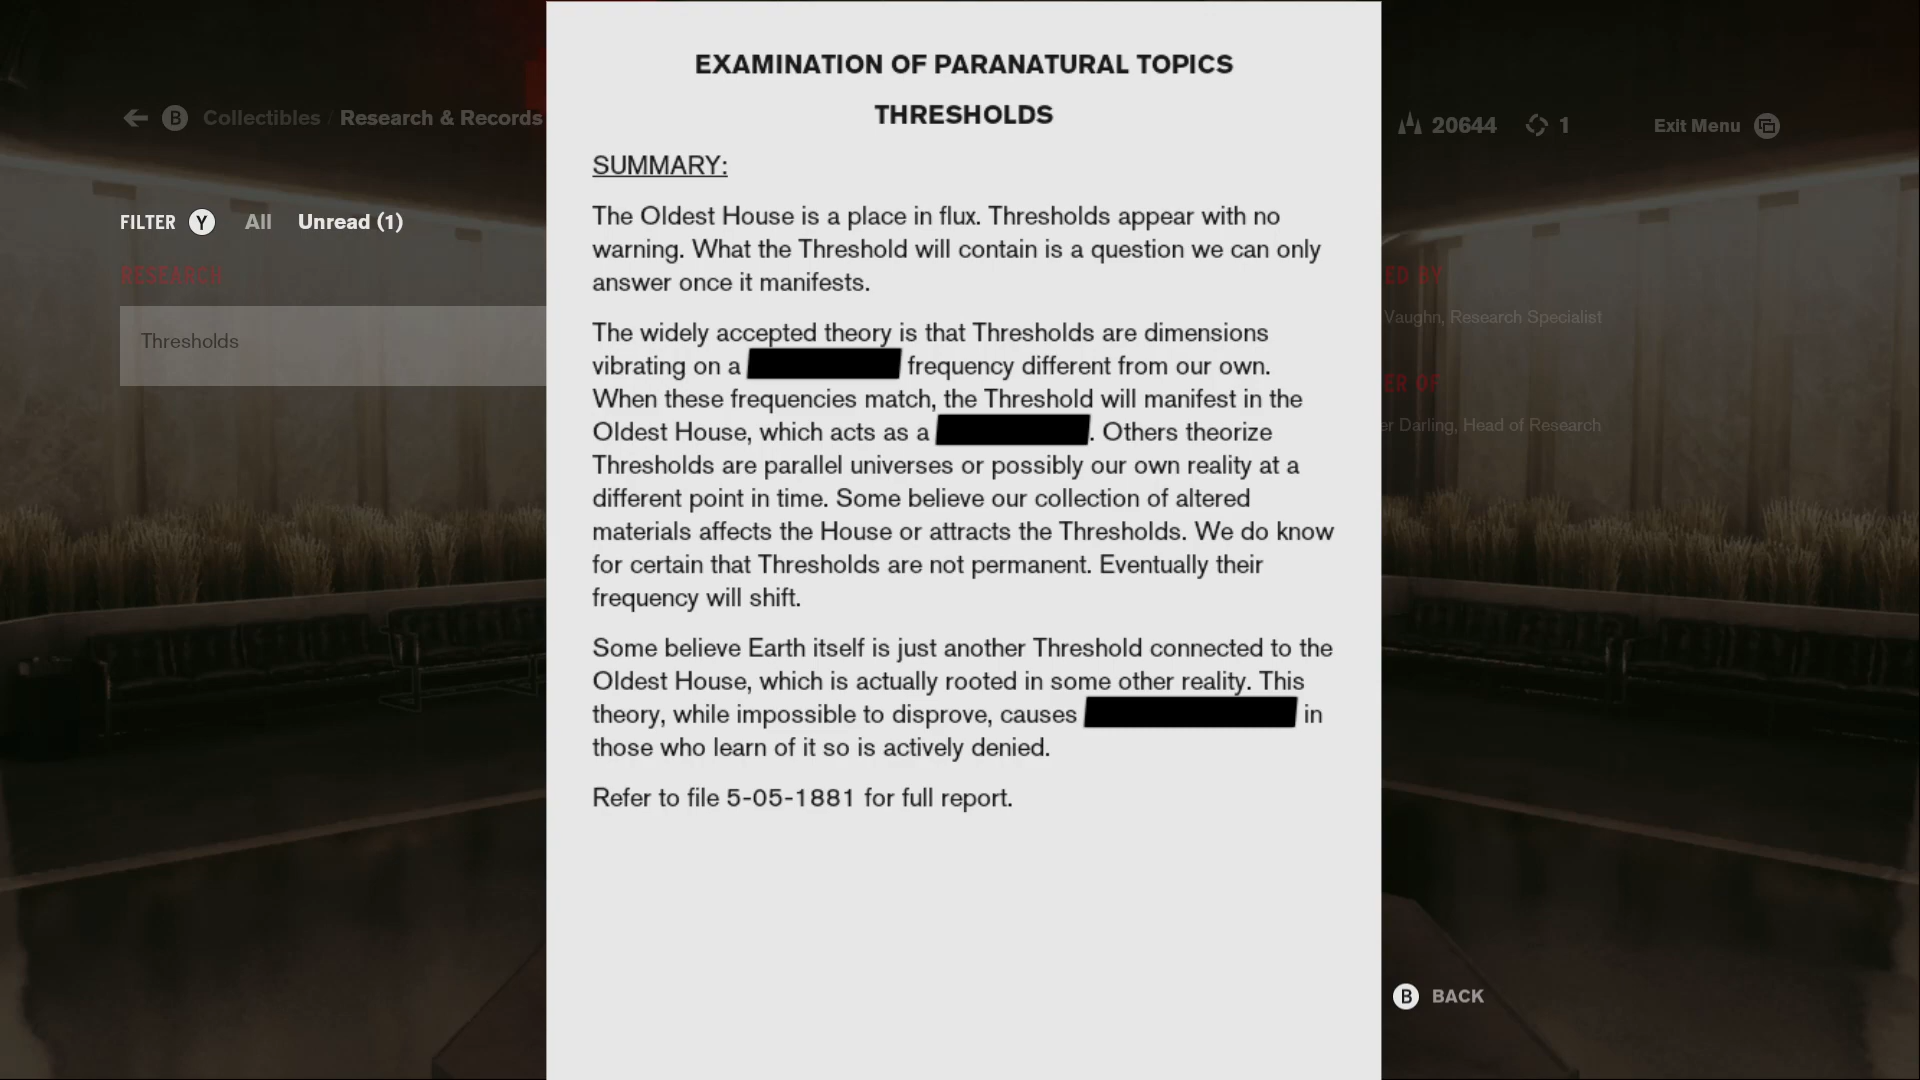 EXAMINATION OF PARANATURAL TOPICS
THRESHOLDS
SUMMARY:
The Oldest House is a place in flux. Thresholds appear with no
warning. What the Threshold will contain is a question we can only
answer once it manifests.
The widely accepted theory is that Thresholds are dimensions
vibrating on a frequency different from our own.
When these frequencies match, the Threshold will manifest in the
Oldest House, which acts as a . Others theorize
Thresholds are parallel universes or possibly our own reality at a
different point in time. Some believe our collection of altered
materials affects the House or attracts the Thresholds. We do know
for certain that Thresholds are not permanent. Eventually their
frequency will shift.
Some believe Earth itself is just another Threshold connected to the
Oldest House, which is actually rooted in some other reality. This
theory, while impossible to disprove, causes in
those who learn of it so is actively denied.
Refer to file 5-05-1881 for full report.
B Collectibles / Research & Records
FILTER Y All Unread (1)
RESEARCH
Thresholds
20644 1 Exit Menu
ED BY
Vaughn, Research Specialist
ER OF
er Darling, Head of Research
B BACK